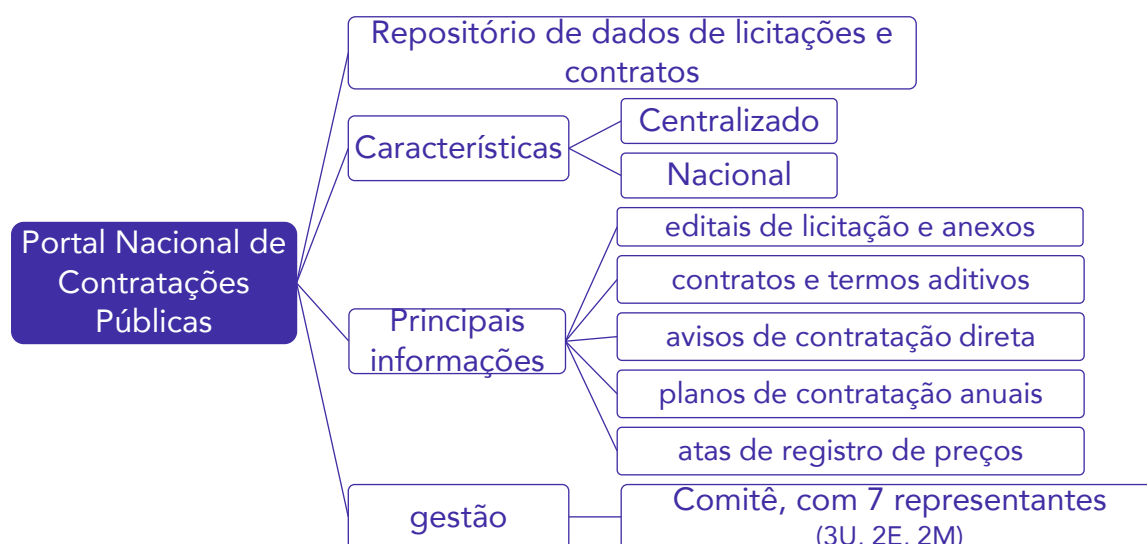 Repositório de dados de licitações e
contratos
Características
Centralizado
Nacional
Portal Nacional de
Contratações
Públicas
Principais
informações
editais de licitação e anexos
contratos e termos aditivos
avisos de contratação direta
planos de contratação anuais
atas de registro de preços
gestão
Comitê, com 7 representantes
(3U, 2E, 2M)